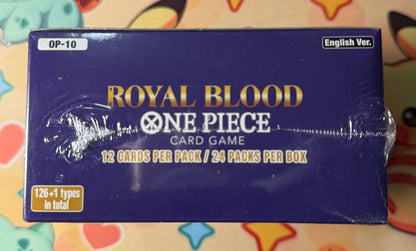 OP-10
English Ver.
ROYAL BLOOD
ONE PIECE
CARD GAME
12 CARDS PER PACK / 24 PACKS PER BOX
126+1 types
in total